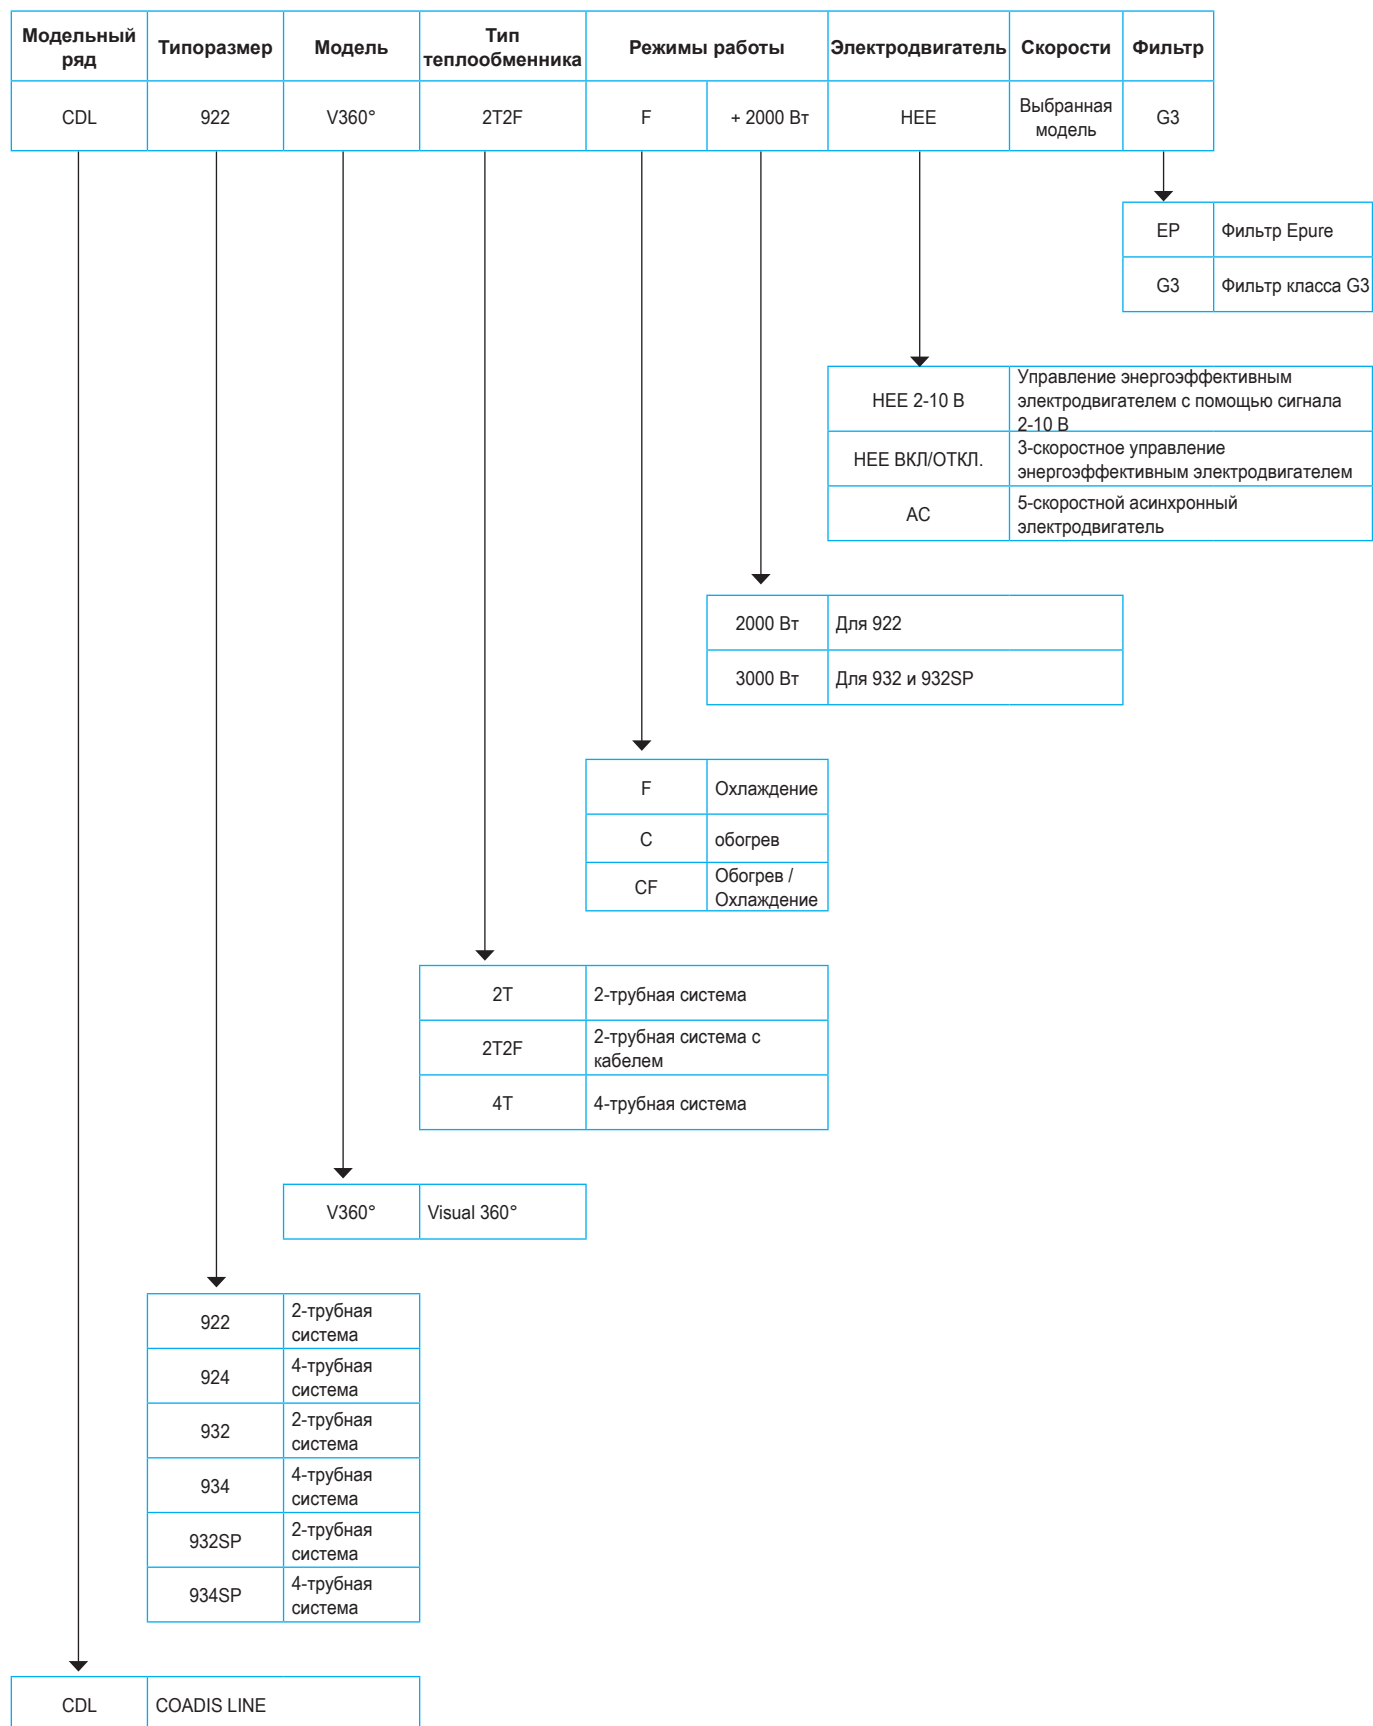 Модельный ряд
Типоразмер
Модель
Тип теплообменника
Режимы работы
Электродвигатель
Скорости
Фильтр
CDL
922
V360°
2T2F
F
+ 2000 Вт
HEE
Выбранная модель
G3
EP
Фильтр Epure
G3
Фильтр класса G3
HEE 2-10 В
Управление энергоэффективным
электродвигателем с помощью сигнала
2-10 В
HEE ВКЛ/ОТКЛ.
3-скоростное управление
энергоэффективным электродвигателем
AC
5-скоростной асинхронный
электродвигатель
2000 Вт
Для 922
3000 Вт
Для 932 и 932SP
F
Охлаждение
C
обогрев
CF
Обогрев /
Охлаждение
2T
2-трубная система
2T2F
2-трубная система с
кабелем
4T
4-трубная система
V360°
Visual 360°
922
2-трубная
система
924
4-трубная
система
932
2-трубная
система
934
4-трубная
система
932SP
2-трубная
система
934SP
4-трубная
система
CDL
COADIS LINE